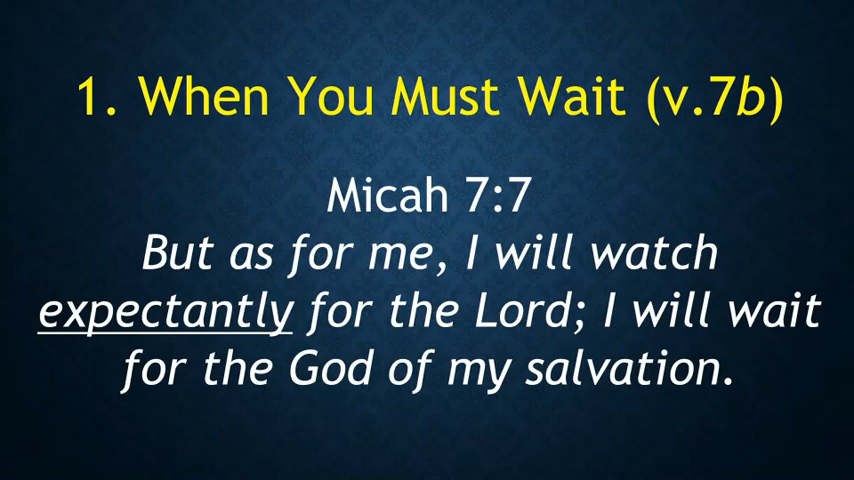 1. When You Must Wait (v.7b)
Micah 7:7
But as for me, I will watch
expectantly for the Lord; I will wait
for the God of my salvation.